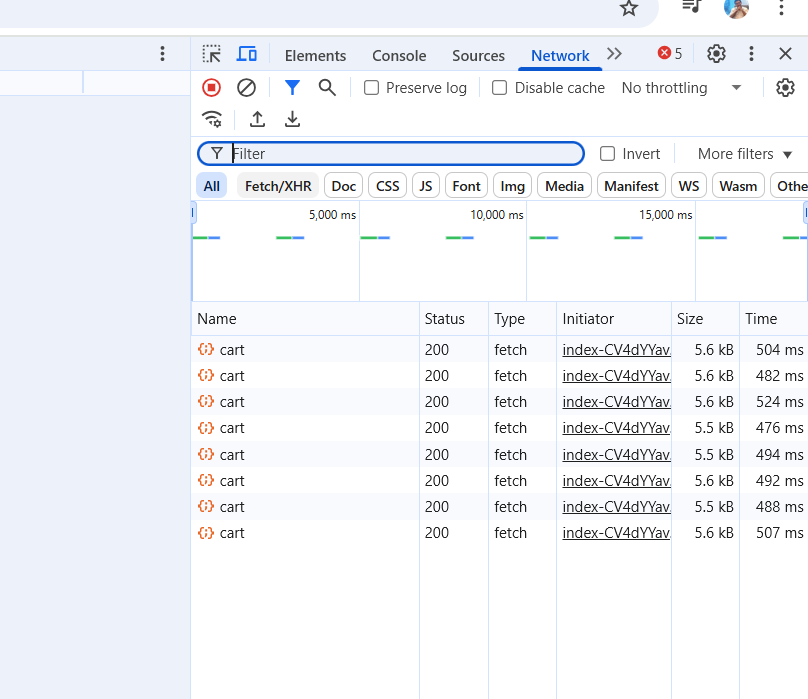 Elements Console Sources Network 5
Preserve log Disable cache No throttling
Filter Invert More filters
All Fetch/XHR Doc CSS JS Font Img Media Manifest WS Wasm Othe
5,000 ms 10,000 ms 15,000 ms
Name Status Type Initiator Size Time
cart 200 fetch index-CV4dYYav. 5.6 kB 504 ms
cart 200 fetch index-CV4dYYav. 5.6 kB 482 ms
cart 200 fetch index-CV4dYYav. 5.6 kB 524 ms
cart 200 fetch index-CV4dYYav. 5.5 kB 476 ms
cart 200 fetch index-CV4dYYav. 5.5 kB 494 ms
cart 200 fetch index-CV4dYYav. 5.6 kB 492 ms
cart 200 fetch index-CV4dYYav. 5.5 kB 488 ms
cart 200 fetch index-CV4dYYav. 5.6 kB 507 ms